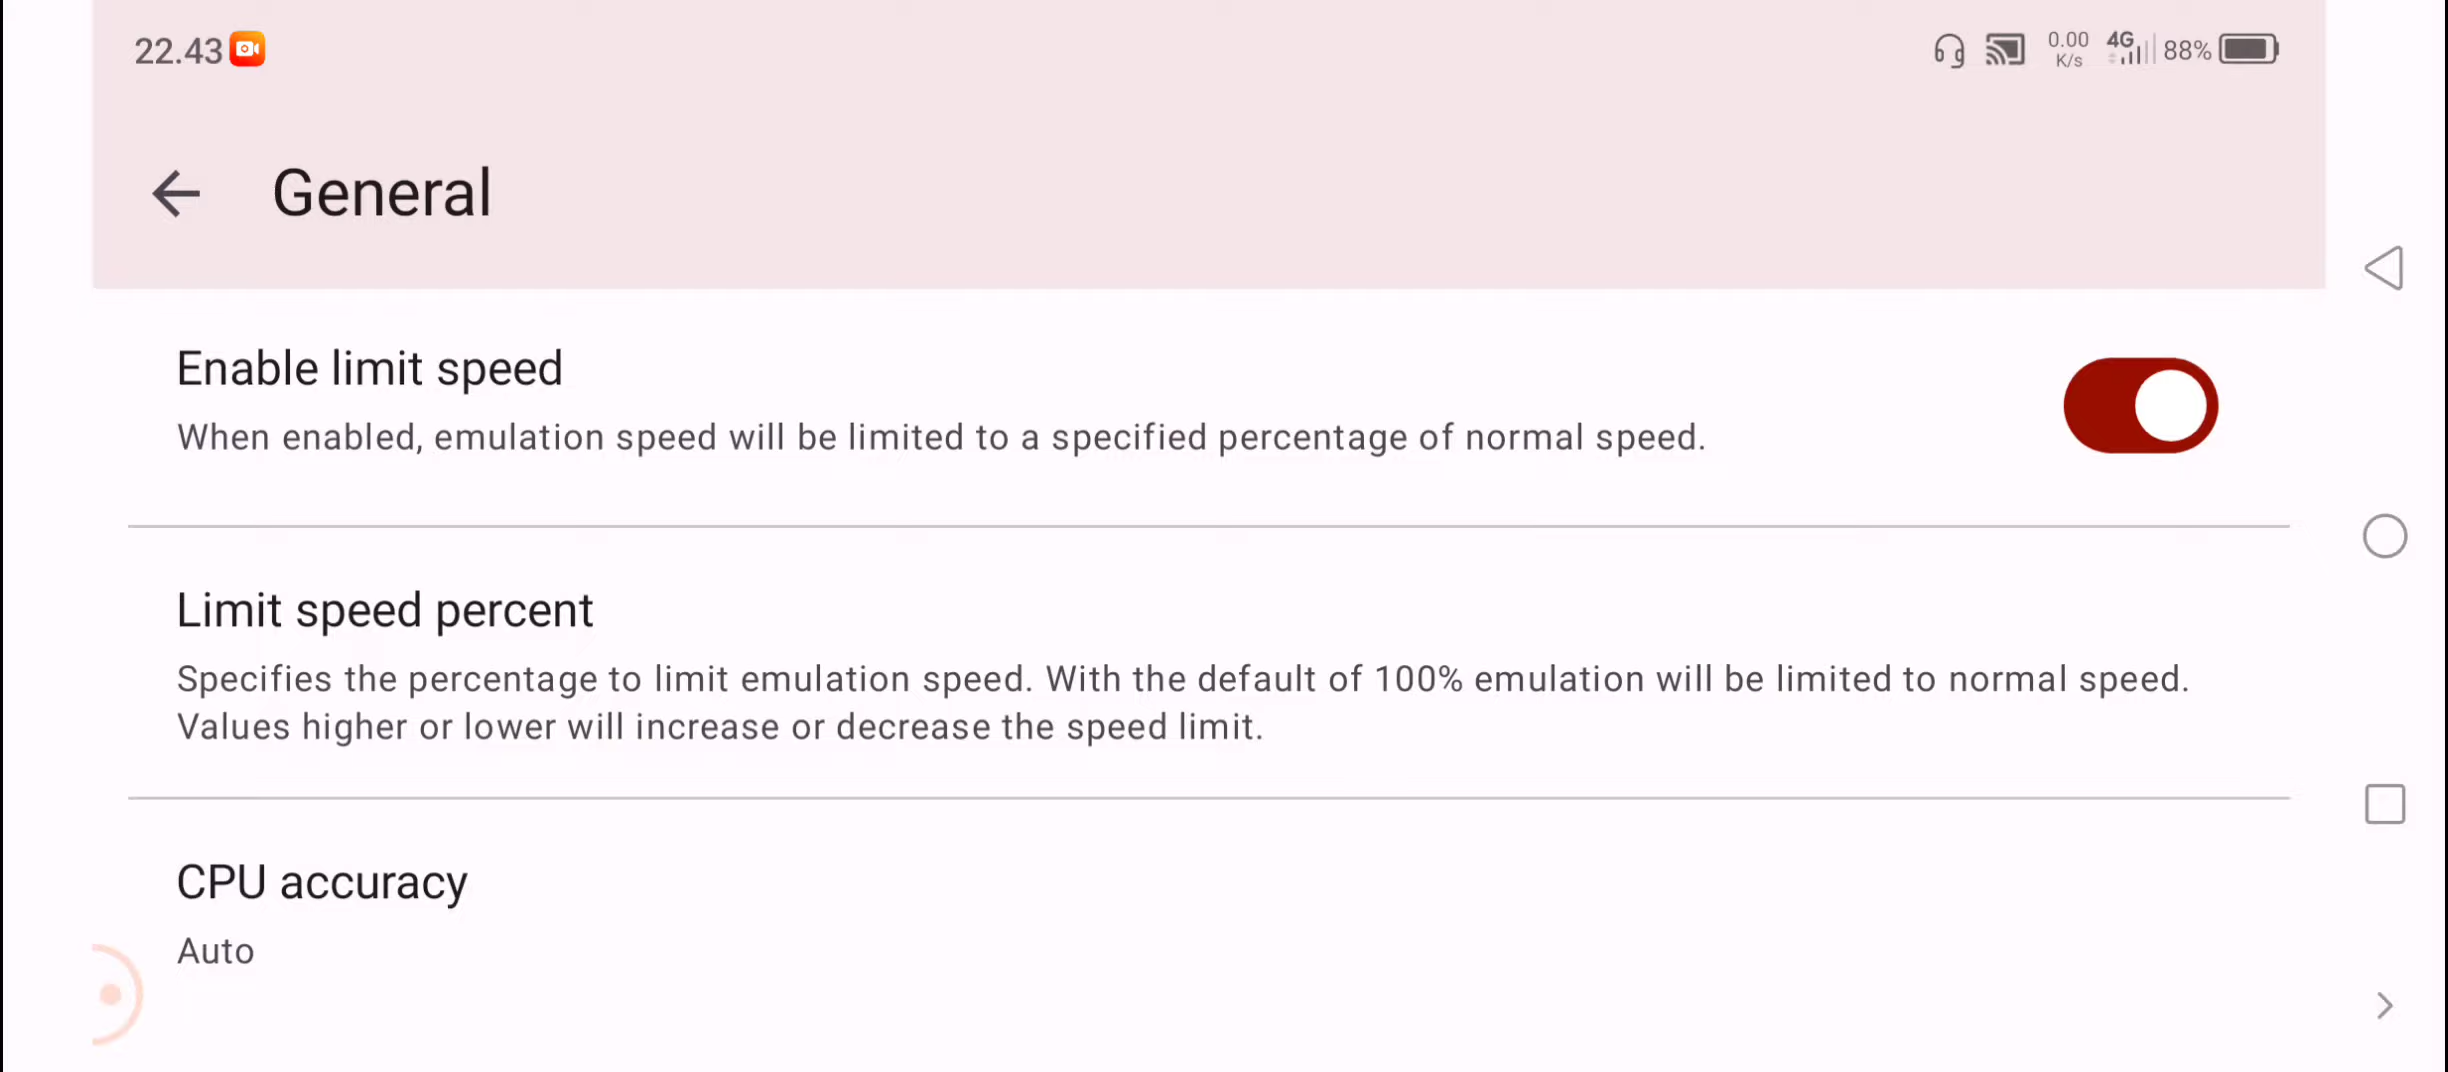 22.43 0.00 K/s 4G 88%
General
Enable limit speed
When enabled, emulation speed will be limited to a specified percentage of normal speed.
Limit speed percent
Specifies the percentage to limit emulation speed. With the default of 100% emulation will be limited to normal speed.
Values higher or lower will increase or decrease the speed limit.
CPU accuracy
Auto